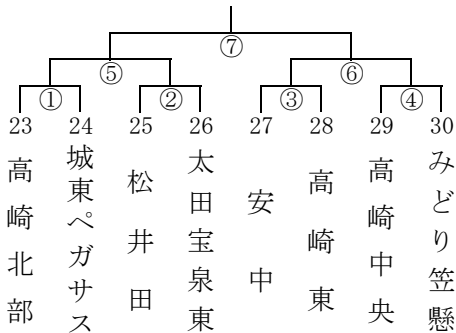 ⑦
⑤ ⑥
① ② ③ ④
23 24 25 26 27 28 29 30
高崎北部
城東ペガサス
松井田
太田宝泉東
安中
高崎東
高崎中央
みどり笠懸